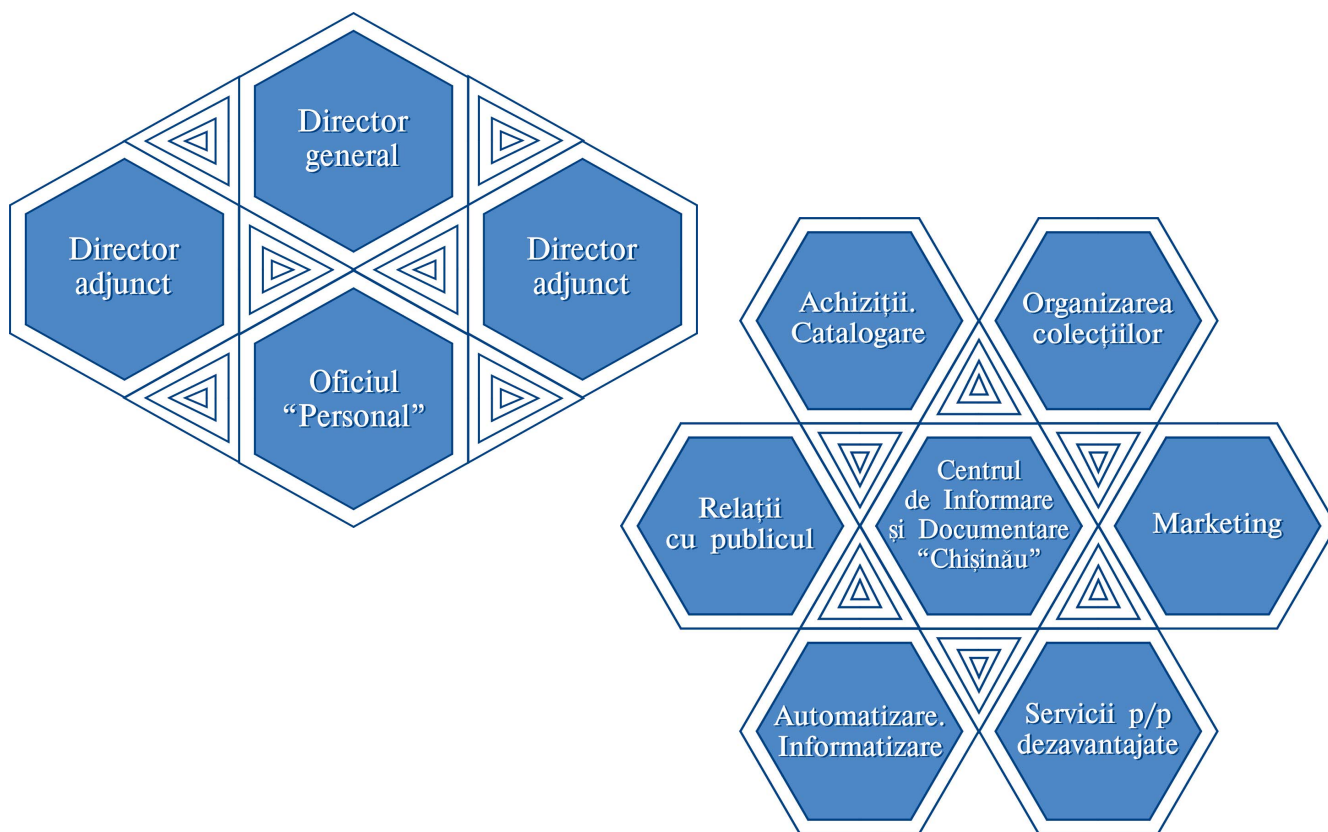 Director
general
Director
adjunct
Director
adjunct
Oficiul
“Personal”
Achiziții.
Catalogare
Organizarea
colecțiilor
Relații
cu publicul
Centrul
de Informare
și Documentare
“Chișinău”
Marketing
Automatizare.
Informatizare
Servicii p/p
dezavantajate